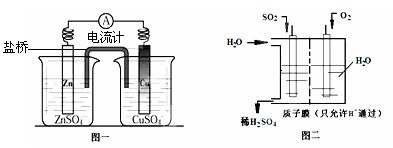 A
电流计
盐桥
Zn
Cu
ZnSO₄
CuSO₄
图一
SO₂
O₂
H₂O
H₂O
稀H₂SO₄
质子膜（只允许H⁺通过）
图二